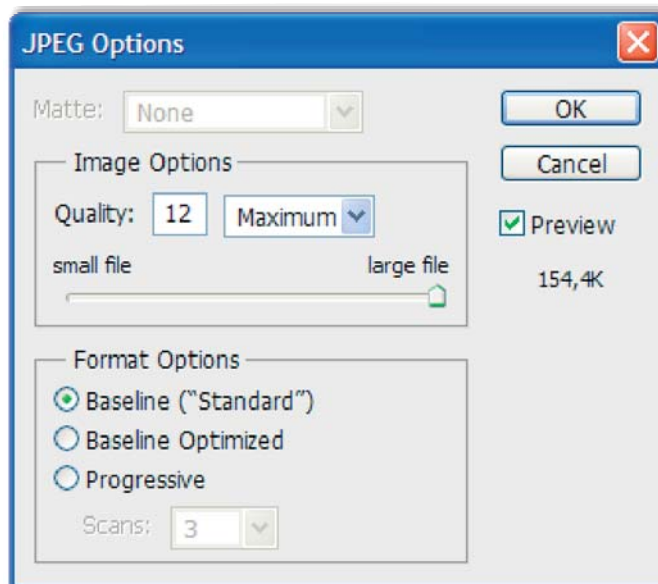 JPEG Options
Matte: None
OK
Image Options
Cancel
Quality: 12 Maximum
Preview
small file large file
154,4K
Format Options
Baseline (“Standard”)
Baseline Optimized
Progressive
Scans: 3